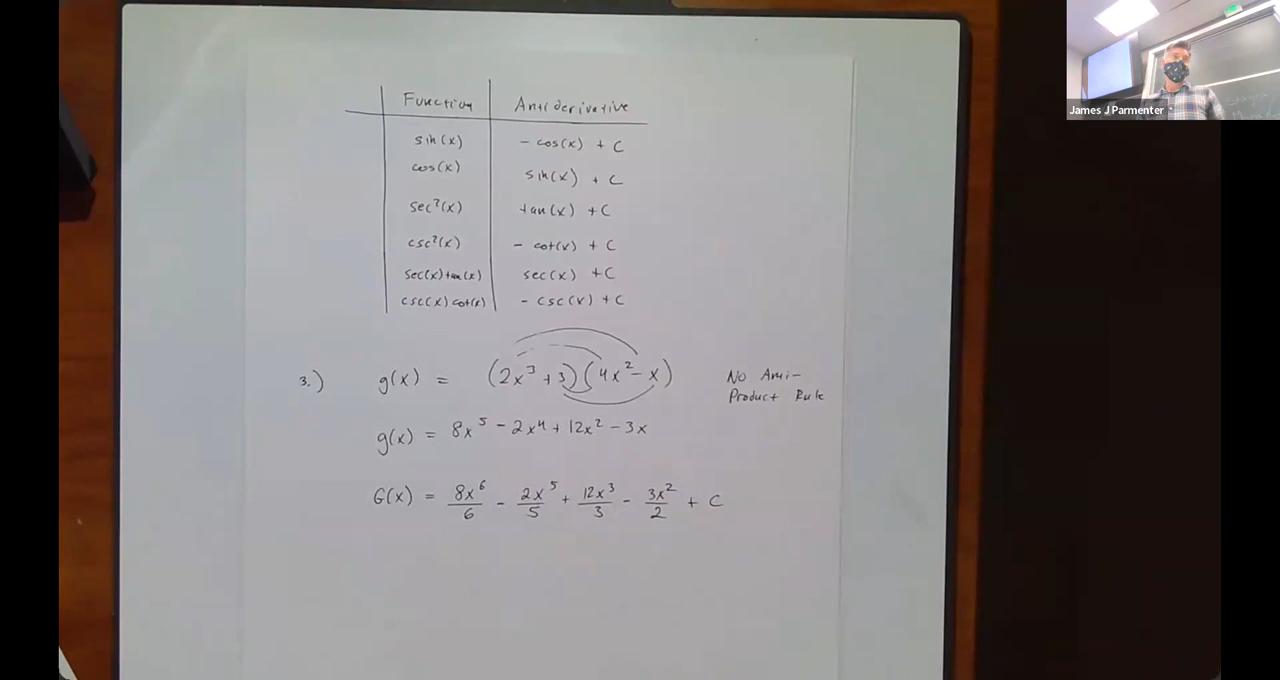 James J Parmenter
Function Antiderivative
sin(x) - cos(x) + C
cos(x) sin(x) + C
sec²(x) tan(x) + C
csc²(x) - cot(x) + C
sec(x)tan(x) sec(x) + C
csc(x)cot(x) - csc(x) + C
3.) g(x) = (2x³ + 3)(4x² - x) No Ami-
Product Rule
g(x) = 8x⁵ - 2x⁴ + 12x² - 3x
G(x) = 8x⁶/6 - 2x⁵/5 + 12x³/3 - 3x²/2 + C